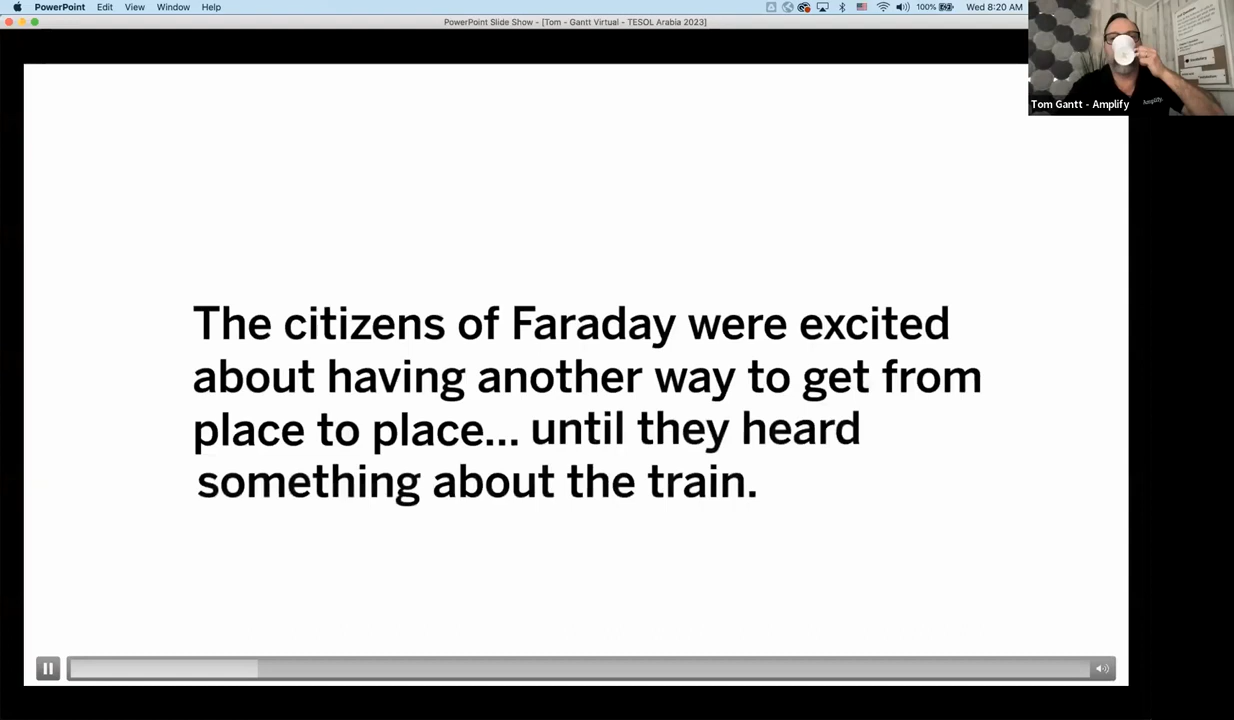 PowerPoint Edit View Window Help 100% Wed 8:20 AM
PowerPoint Slide Show - [Tom - Gantt Virtual - TESOL Arabia 2023]
Tom Gantt - Amplify
Amplify.
The citizens of Faraday were excited
about having another way to get from
place to place... until they heard
something about the train.